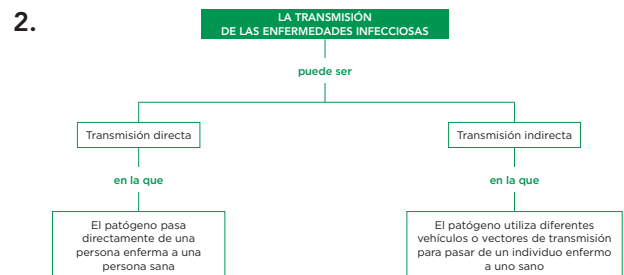 2.
LA TRANSMISIÓN
DE LAS ENFERMEDADES INFECCIOSAS
puede ser
Transmisión directa
Transmisión indirecta
en la que
en la que
El patógeno pasa
directamente de una
persona enferma a una
persona sana
El patógeno utiliza diferentes
vehículos o vectores de transmisión
para pasar de un individuo enfermo
a uno sano